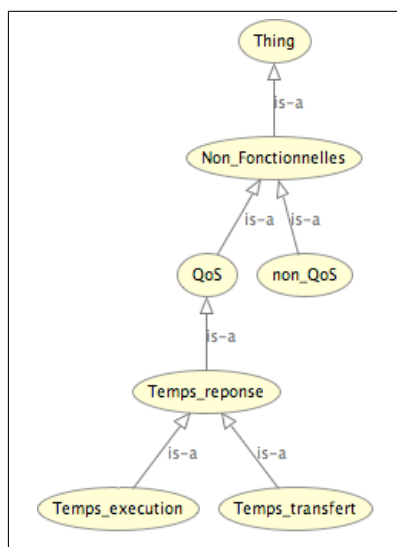 Thing
is-a
Non_Fonctionnelles
is-a is-a
QoS non_QoS
is-a
Temps_reponse
is-a is-a
Temps_execution Temps_transfert